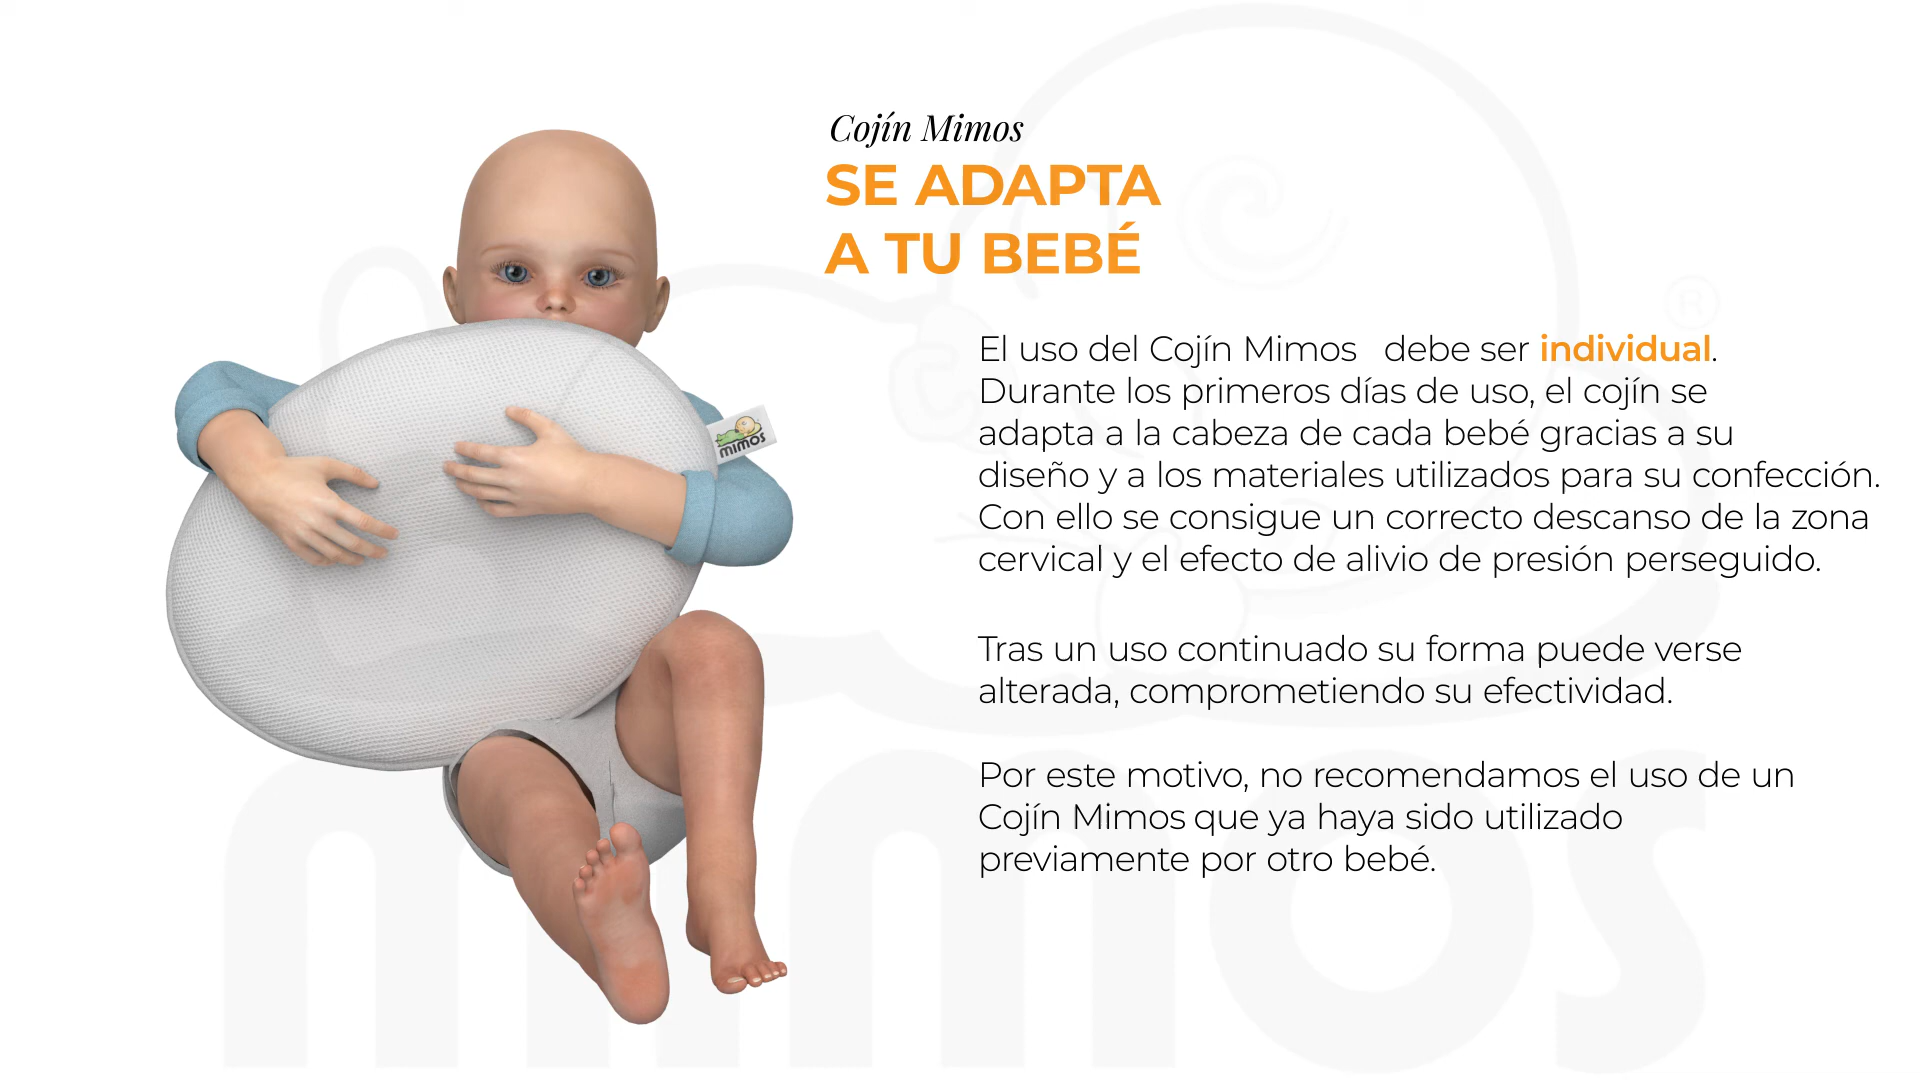 Cojín Mimos
SE ADAPTA
A TU BEBÉ
El uso del Cojín Mimos debe ser individual.
Durante los primeros días de uso, el cojín se
adapta a la cabeza de cada bebé gracias a su
diseño y a los materiales utilizados para su confección.
Con ello se consigue un correcto descanso de la zona
cervical y el efecto de alivio de presión perseguido.
Tras un uso continuado su forma puede verse
alterada, comprometiendo su efectividad.
Por este motivo, no recomendamos el uso de un
Cojín Mimos que ya haya sido utilizado
previamente por otro bebé.
mimos
mimos
®